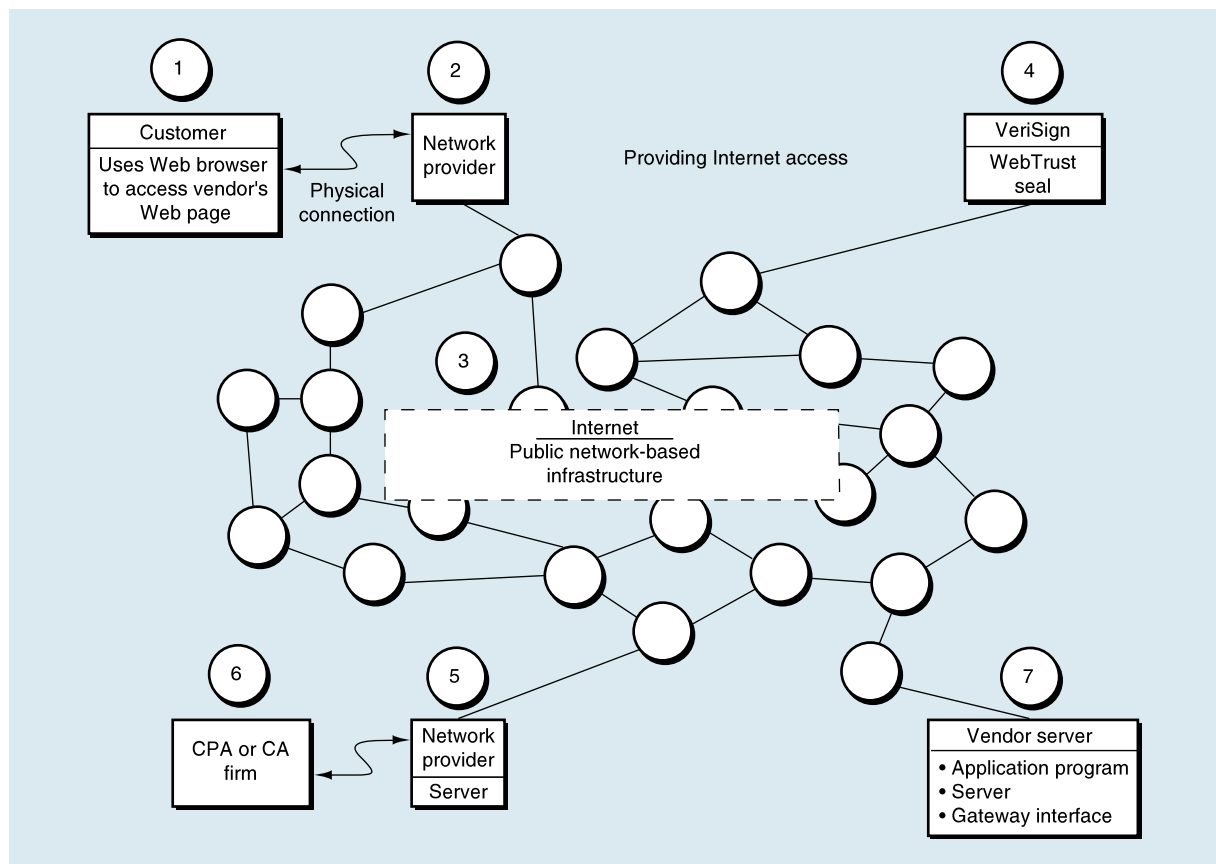 1
2
4
Customer
Uses Web browser
to access vendor's
Web page
Physical
connection
Network
provider
Providing Internet access
VeriSign
WebTrust
seal
3
Internet
Public network-based
infrastructure
6
5
7
CPA or CA
firm
Network
provider
Server
Vendor server
• Application program
• Server
• Gateway interface